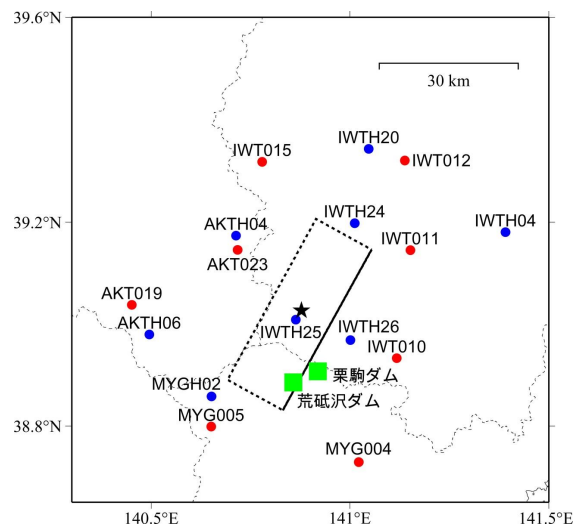 39.6°N
30 km
IWTH20
IWT015
IWT012
39.2°N
AKTH04
IWTH24
IWTH04
IWT011
AKT023
AKT019
AKTH06
IWTH25
IWTH26
IWT010
栗駒ダム
MYGH02
荒砥沢ダム
MYG005
38.8°N
MYG004
140.5°E
141°E
141.5°E